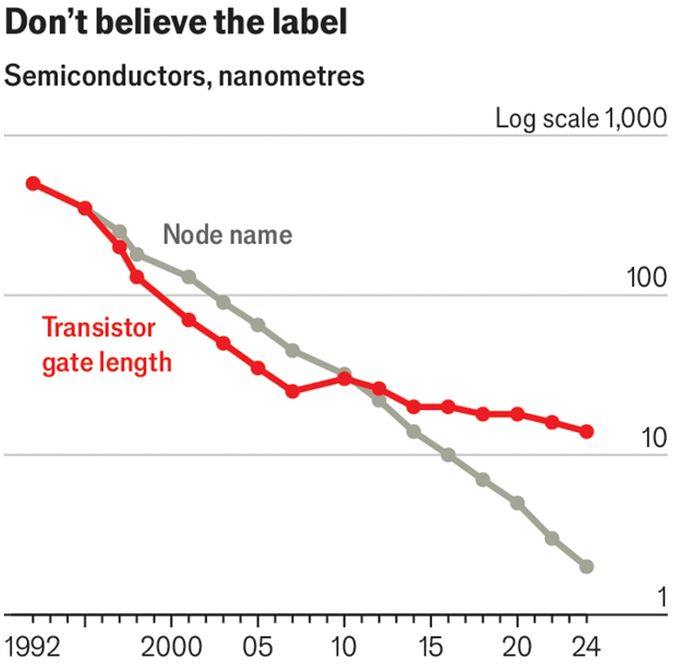 Don’t believe the label
Semiconductors, nanometres
Log scale 1,000
Node name
100
Transistor
gate length
10
1
1992 2000 05 10 15 20 24